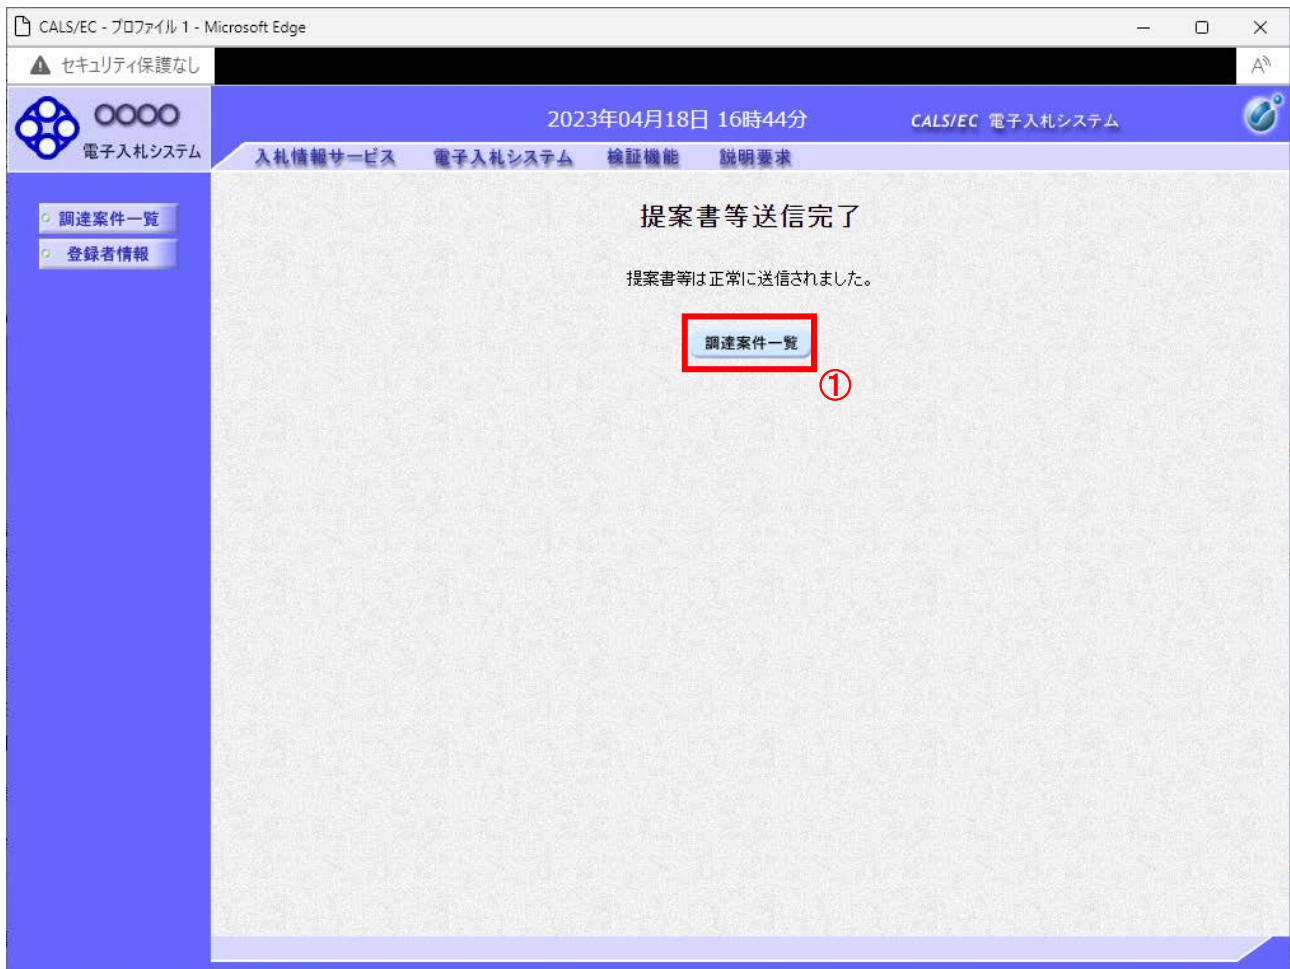 CALS/EC - プロファイル 1 - Microsoft Edge
セキュリティ保護なし
OOOO
電子入札システム
2023年04月18日 16時44分
CALS/EC 電子入札システム
入札情報サービス 電子入札システム 検証機能 説明要求
調達案件一覧
登録者情報
提案書等送信完了
提案書等は正常に送信されました。
調達案件一覧
①